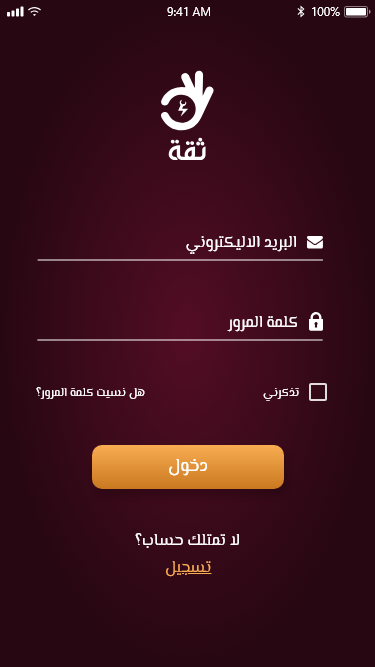 9:41 AM 100%
ثقة
البريد الاليكتروني
كلمة المرور
تذكرني هل نسيت كلمة المرور؟
دخول
لا تمتلك حساب؟
تسجيل